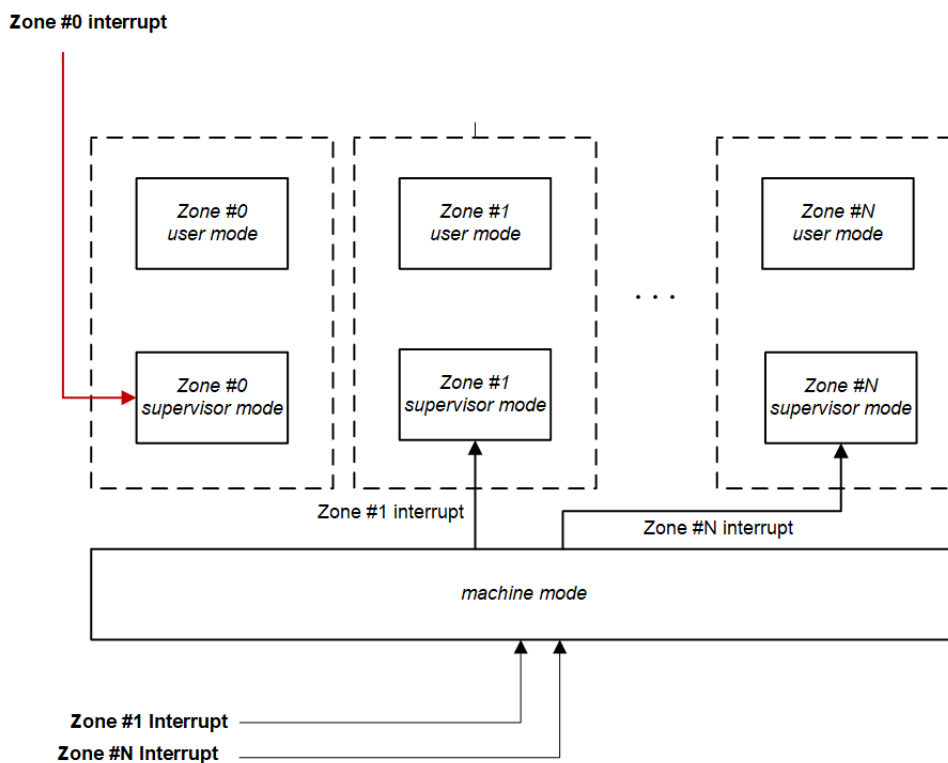 Zone #0 interrupt
Zone #0
user mode
Zone #1
user mode
Zone #N
user mode
. . .
Zone #0
supervisor mode
Zone #1
supervisor mode
Zone #N
supervisor mode
Zone #1 interrupt
Zone #N interrupt
machine mode
Zone #1 Interrupt
Zone #N Interrupt